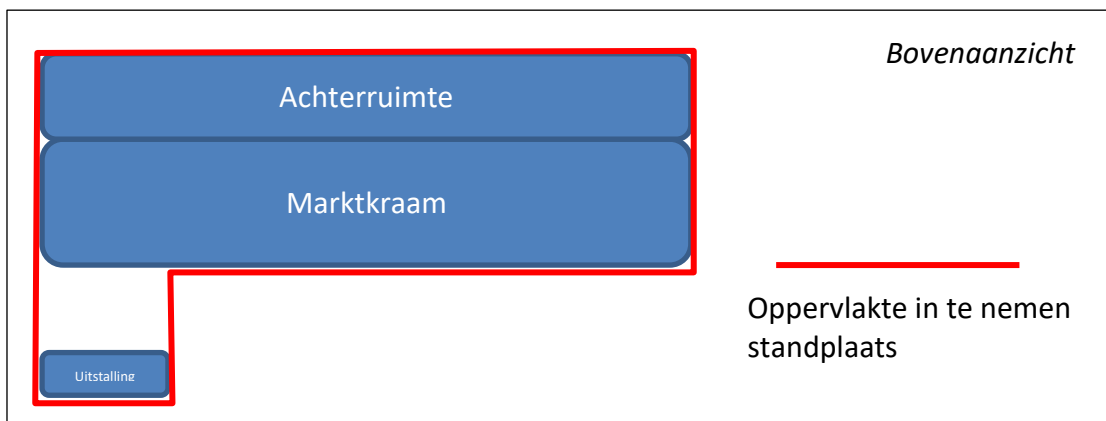 Bovenaanzicht
Achterruimte
Marktkraam
Oppervlakte in te nemen
standplaats
Uitstalling